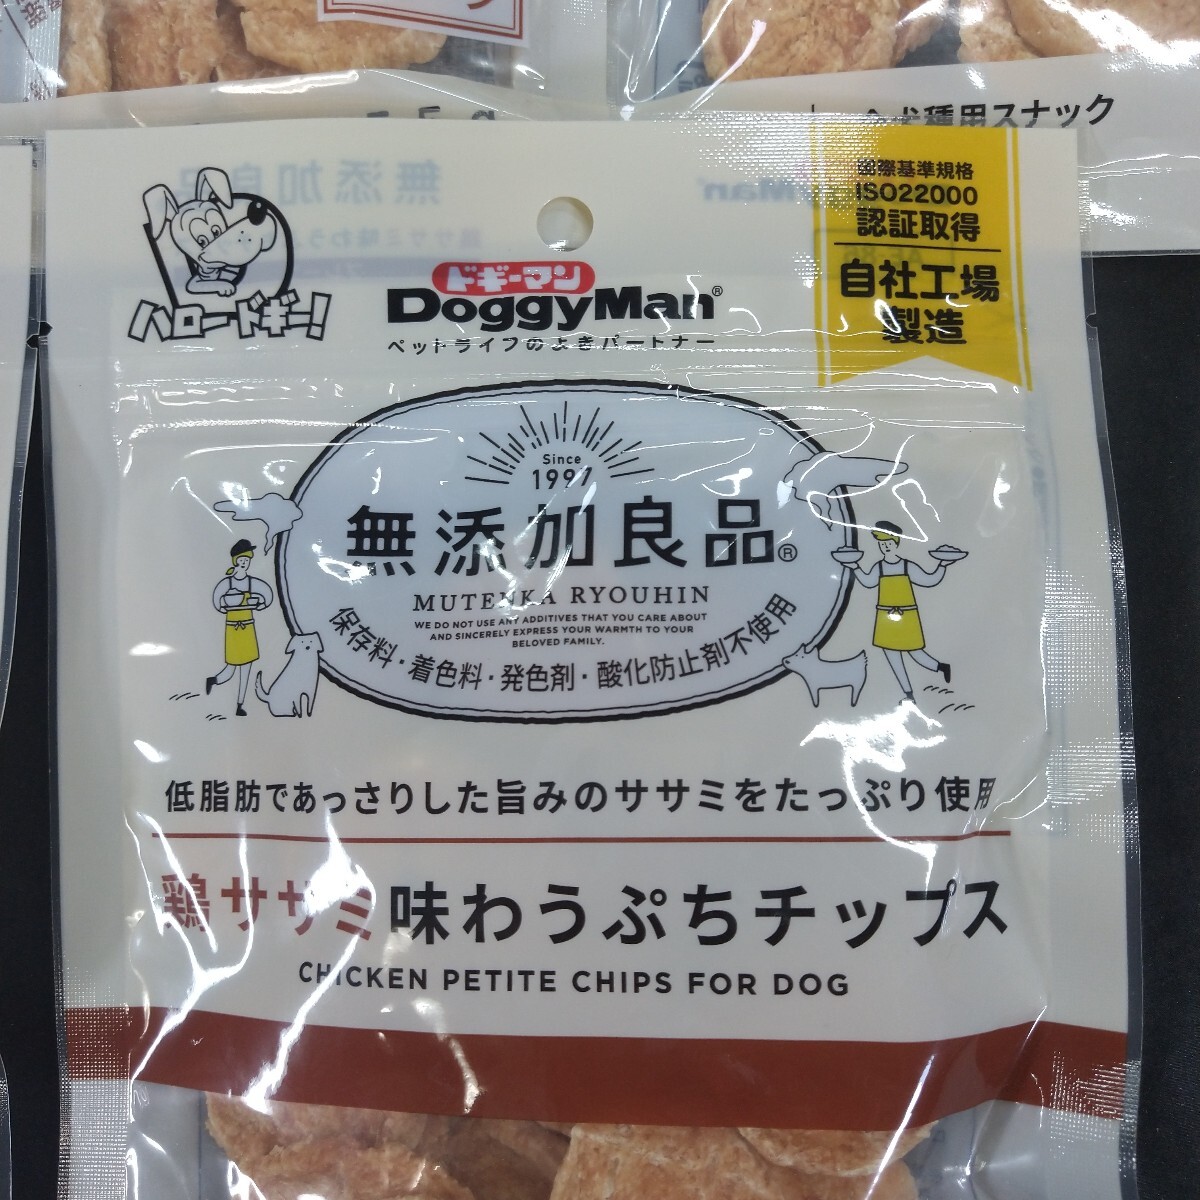 犬種用スナック
ハロードギー!
ドギーマン
DoggyMan®
ペットライフのよきパートナー
国際基準規格
ISO22000
認証取得
自社工場
製造
Since
1997
無添加良品®
MUTENKA RYOUHIN
WE DO NOT USE ANY ADDITIVES THAT YOU CARE ABOUT
AND SINCERELY EXPRESS YOUR WARMTH TO YOUR
BELOVED FAMILY.
保存料・着色料・発色剤・酸化防止剤不使用
低脂肪であっさりした旨みのササミをたっぷり使用
鶏ササミ味わうぷちチップス
CHICKEN PETITE CHIPS FOR DOG